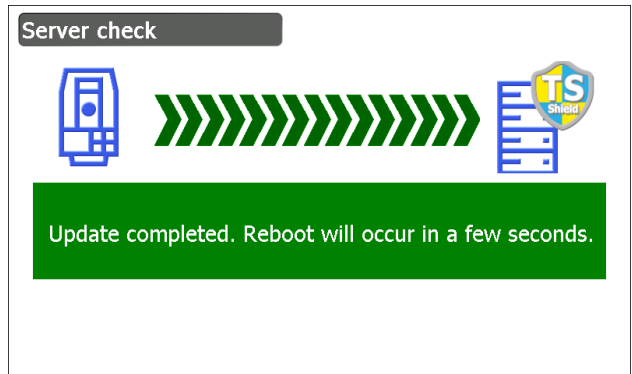 Server check
TS
Shield
Update completed. Reboot will occur in a few seconds.